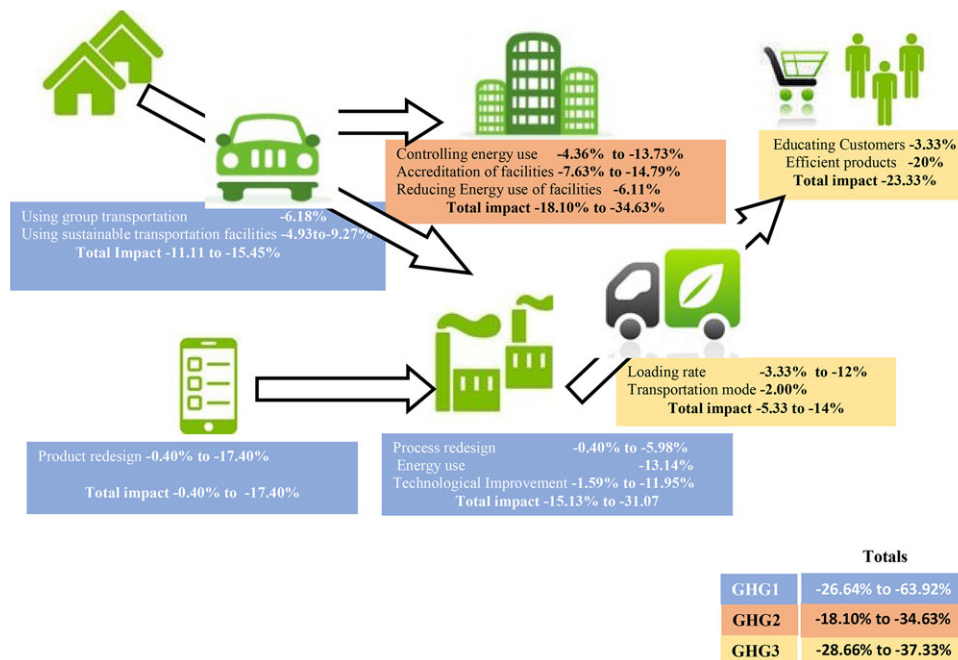 Controlling energy use -4.36% to -13.73%
Accreditation of facilities -7.63% to -14.79%
Reducing Energy use of facilities -6.11%
Total impact -18.10% to -34.63%
Educating Customers -3.33%
Efficient products -20%
Total impact -23.33%
Using group transportation -6.18%
Using sustainable transportation facilities -4.93to-9.27%
Total Impact -11.11 to -15.45%
Loading rate -3.33% to -12%
Transportation mode -2.00%
Total impact -5.33 to -14%
Product redesign -0.40% to -17.40%
Total impact -0.40% to -17.40%
Process redesign -0.40% to -5.98%
Energy use -13.14%
Technological Improvement -1.59% to -11.95%
Total impact -15.13% to -31.07
Totals
GHG1 -26.64% to -63.92%
GHG2 -18.10% to -34.63%
GHG3 -28.66% to -37.33%